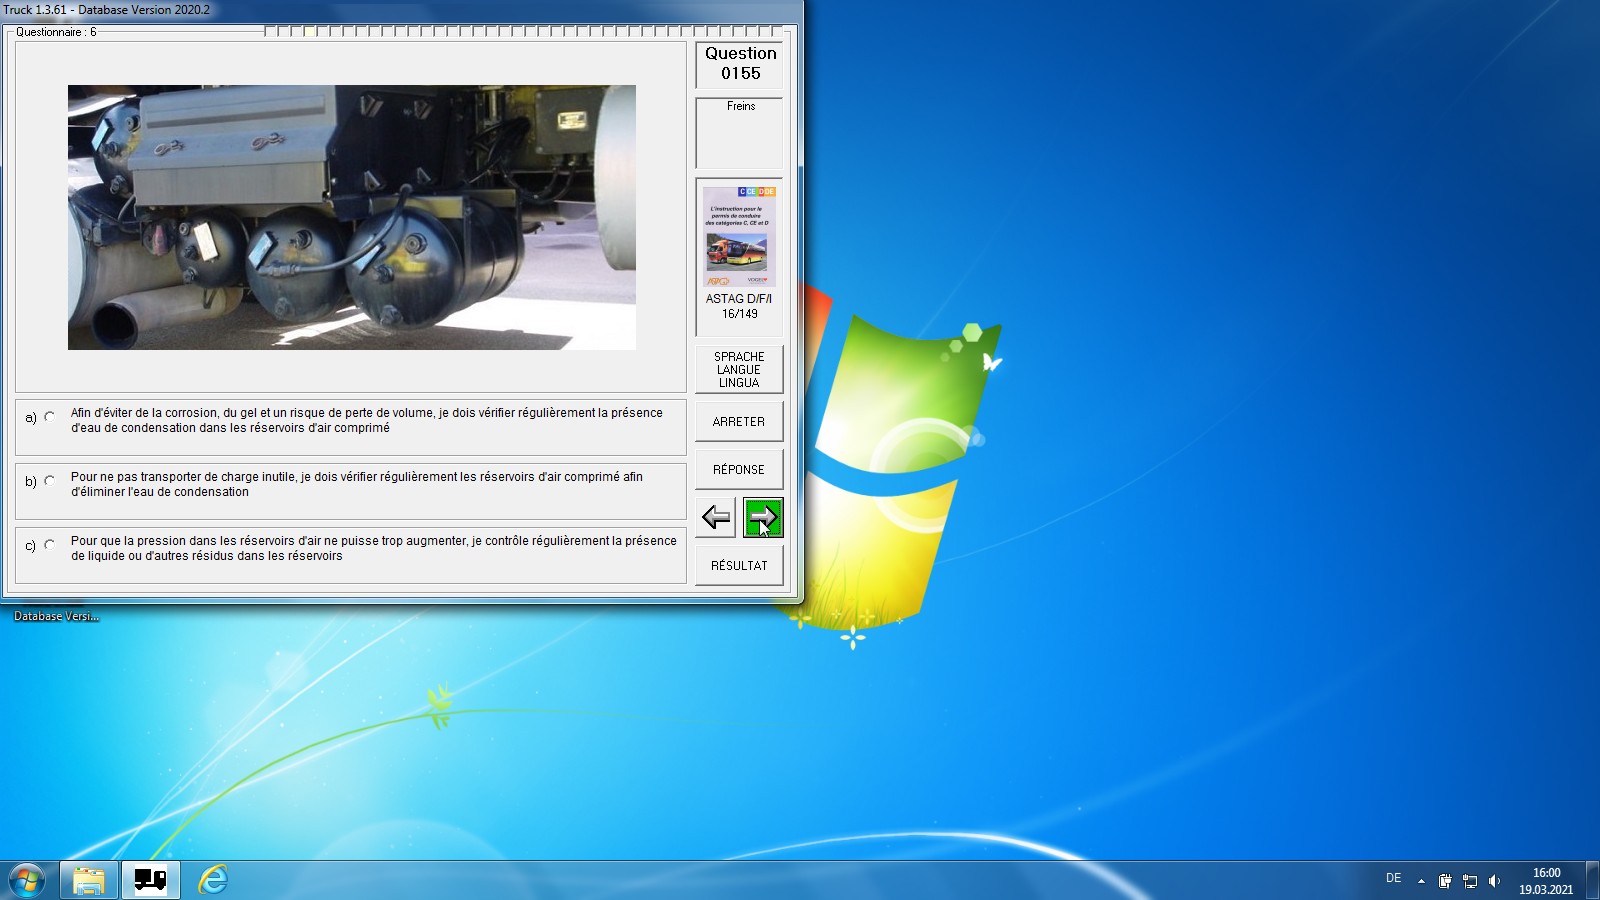 Truck 1.3.61 - Database Version 2020.2
Questionnaire : 6
Question
0155
Freins
C CE D DE
L'instruction pour le
permis de conduire
des catégories C, CE et D
ASTAG D/F/I
16/149
SPRACHE
LANGUE
LINGUA
ARRETER
RÉPONSE
RÉSULTAT
a) Afin d'éviter de la corrosion, du gel et un risque de perte de volume, je dois vérifier régulièrement la présence
d'eau de condensation dans les réservoirs d'air comprimé
b) Pour ne pas transporter de charge inutile, je dois vérifier régulièrement les réservoirs d'air comprimé afin
d'éliminer l'eau de condensation
c) Pour que la pression dans les réservoirs d'air ne puisse trop augmenter, je contrôle régulièrement la présence
de liquide ou d'autres résidus dans les réservoirs
Database Versi...
DE
16:00
19.03.2021